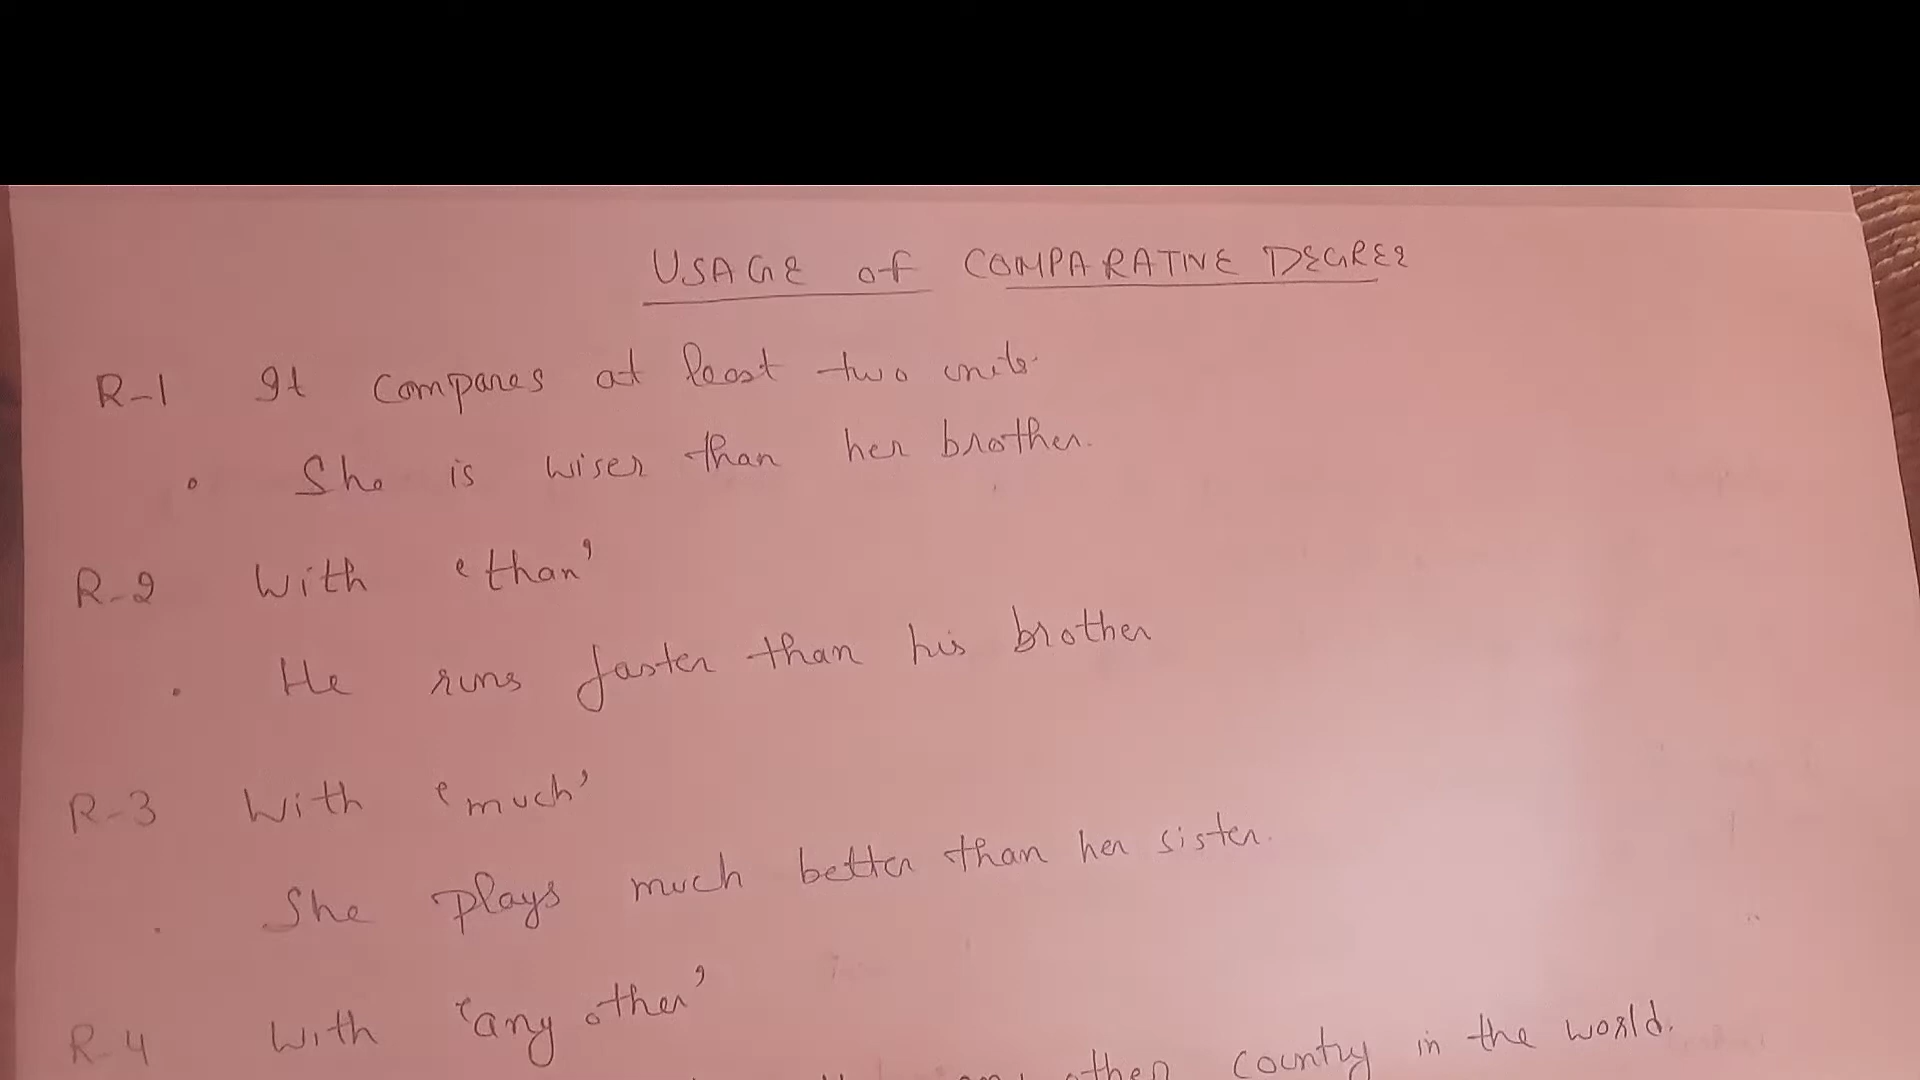 USAGE of COMPARATIVE DEGREE
R-1 It compares at least two units.
• She is wiser than her brother.
R-2 With 'than'
• He runs faster than his brother
R-3 With 'much'
• She plays much better than her sister.
R-4 With 'any other'
other country in the world.